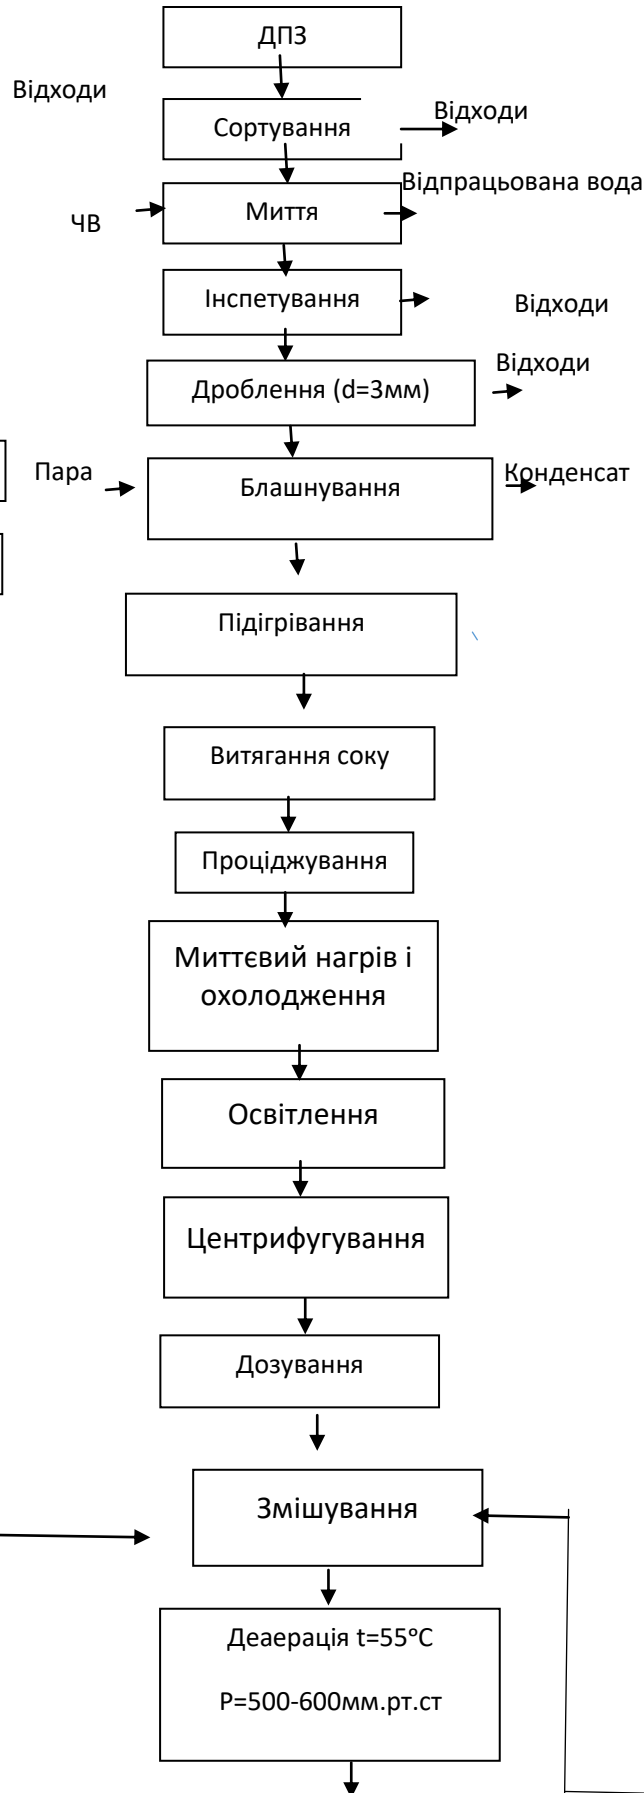 ДПЗ
Відходи
Сортування
Відходи
Миття
Відпрацьована вода
ЧВ
Інспетування
Відходи
Відходи
Дроблення (d=3мм)
Пара
Блашнування
Конденсат
Підігрівання
Витягання соку
Проціджування
Миттєвий нагрів і
охолодження
Освітлення
Центрифугування
Дозування
Змішування
Деаерація t=55°С
Р=500-600мм.рт.ст